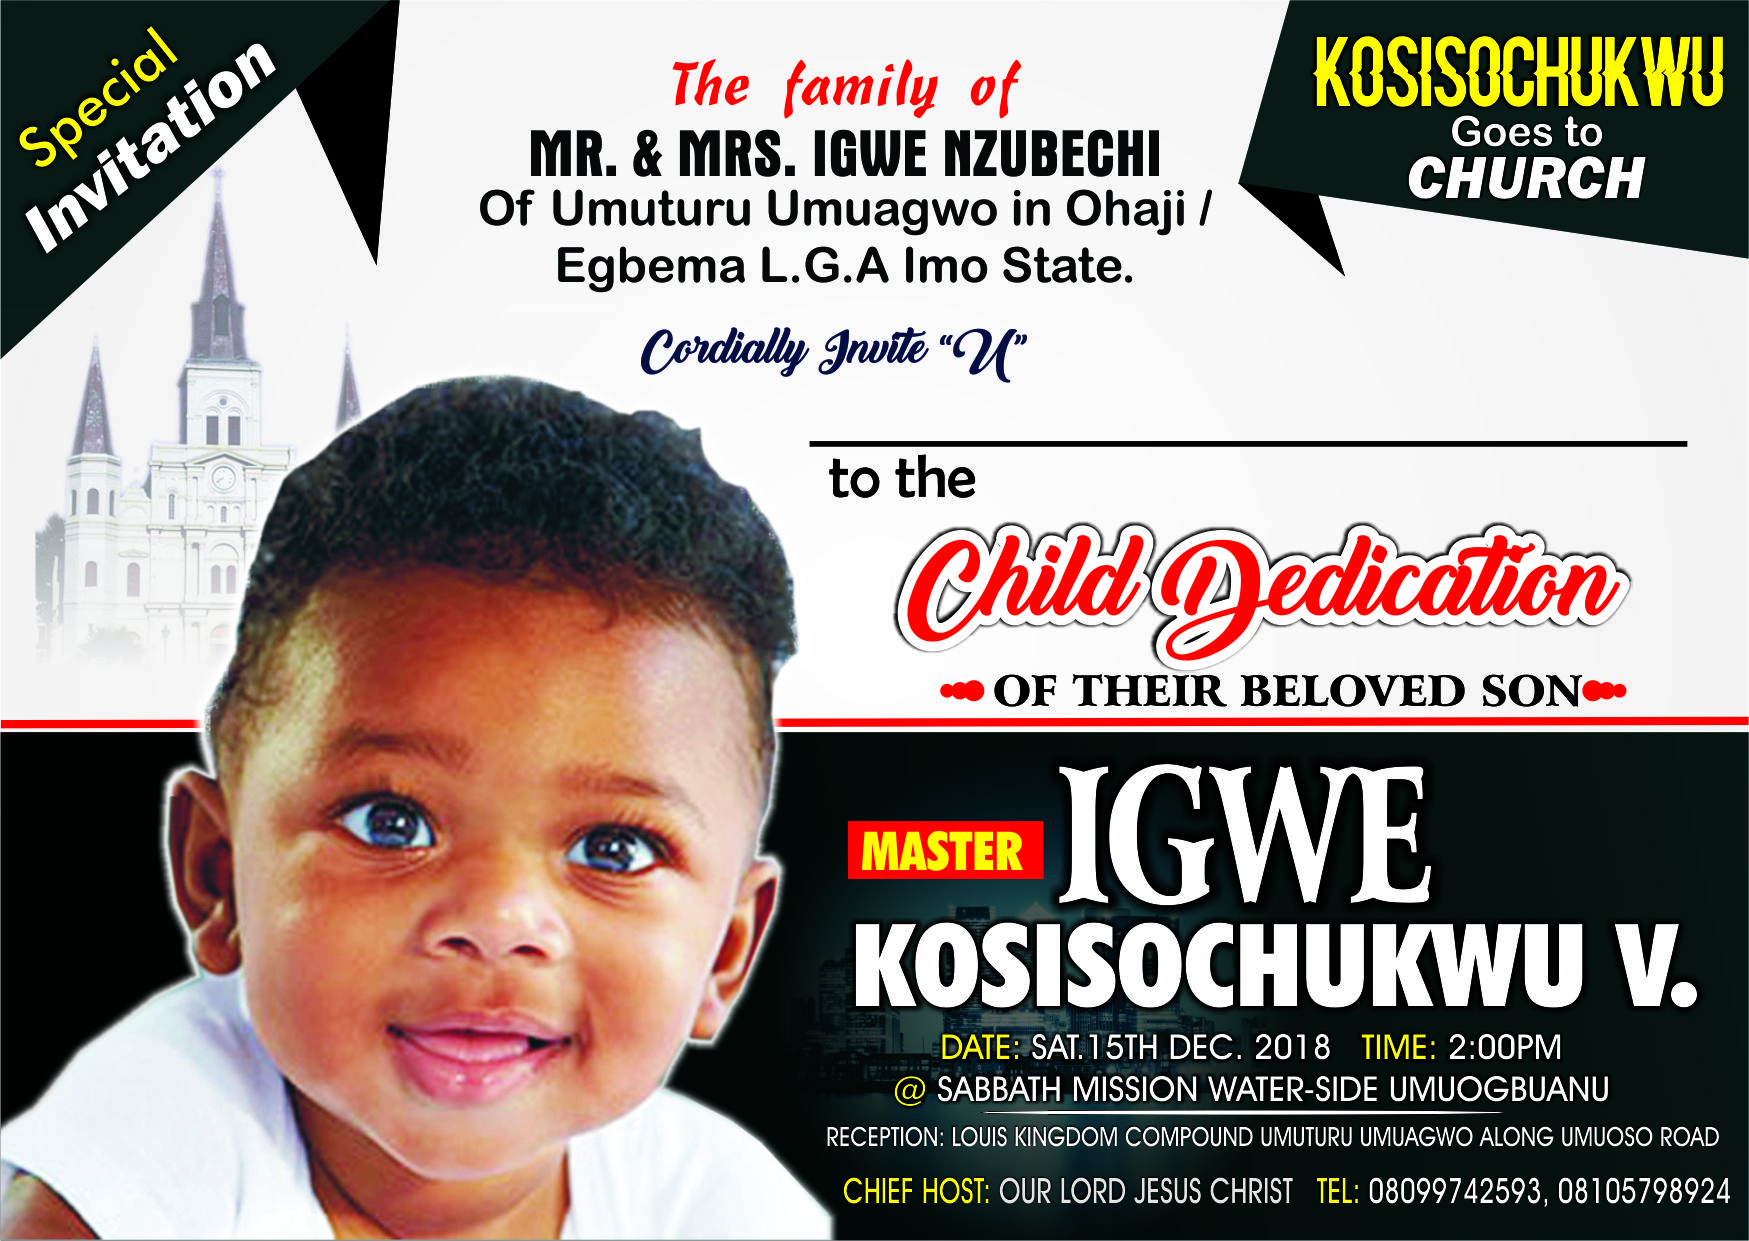 Special
Invitation
KOSISOCHUKWU
Goes to
CHURCH
The family of
MR. & MRS. IGWE NZUBECHI
Of Umuturu Umuagwo in Ohaji /
Egbema L.G.A Imo State.
Cordially Invite “U”
to the
Child Dedication
OF THEIR BELOVED SON
MASTER IGWE
KOSISOCHUKWU V.
DATE: SAT.15TH DEC. 2018 TIME: 2:00PM
@ SABBATH MISSION WATER-SIDE UMUOGBUANU
RECEPTION: LOUIS KINGDOM COMPOUND UMUTURU UMUAGWO ALONG UMUOSO ROAD
CHIEF HOST: OUR LORD JESUS CHRIST TEL: 08099742593, 08105798924